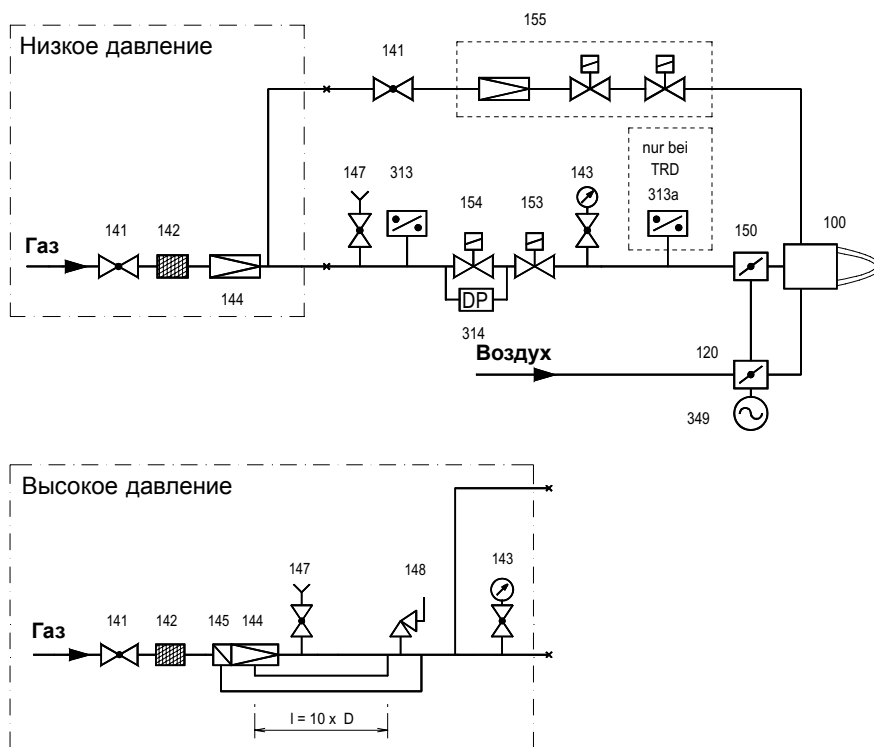 Низкое давление
155
141
nur bei
TRD
313a
147
313
154
153
143
150
100
Газ
141
142
144
DP
314
Воздух
120
349
Высокое давление
147
148
143
Газ
141
142
145
144
l = 10 x D